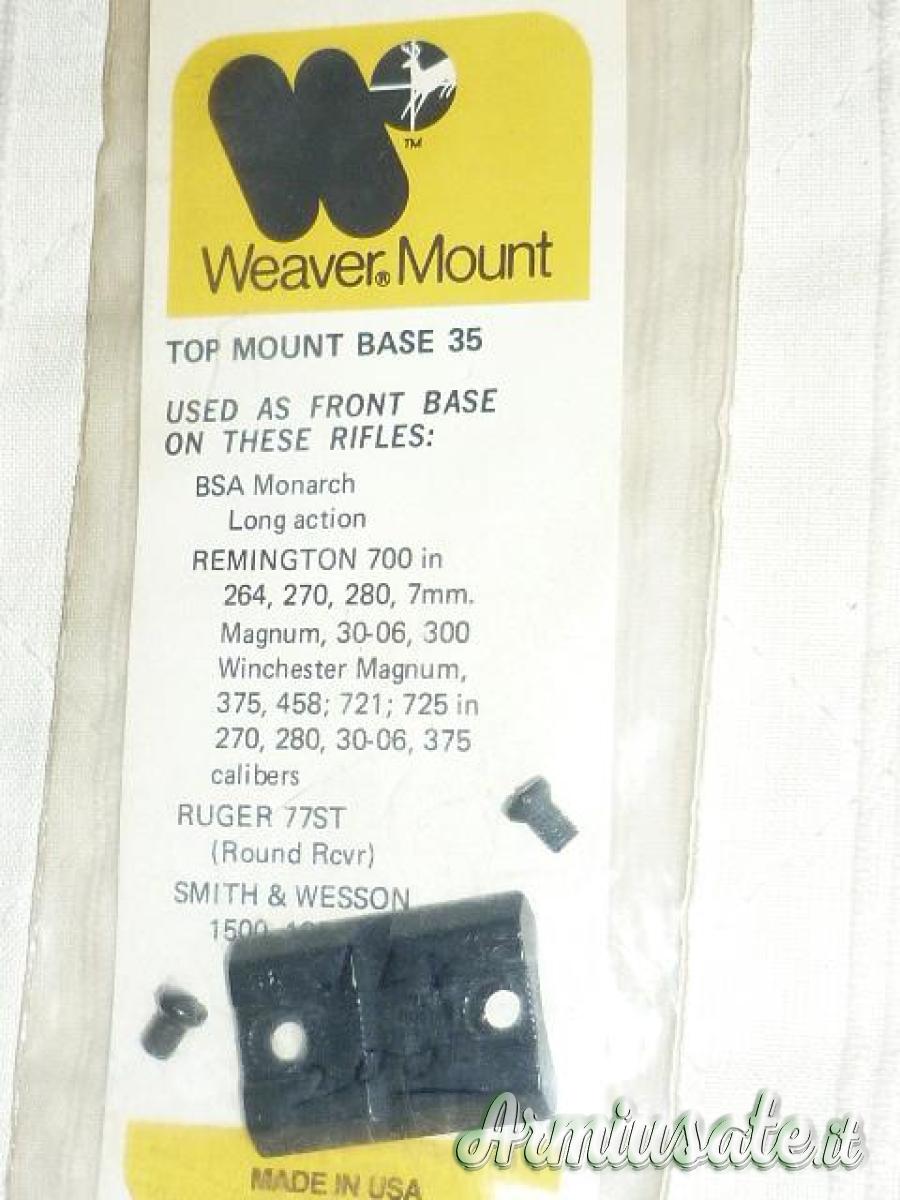 TM
Weaver® Mount
TOP MOUNT BASE 35
USED AS FRONT BASE
ON THESE RIFLES:
BSA Monarch
Long action
REMINGTON 700 in
264, 270, 280, 7mm.
Magnum, 30-06, 300
Winchester Magnum,
375, 458; 721; 725 in
270, 280, 30-06, 375
calibers
RUGER 77ST
(Round Rcvr)
SMITH & WESSON
1500
Armiusate.it
MADE IN USA